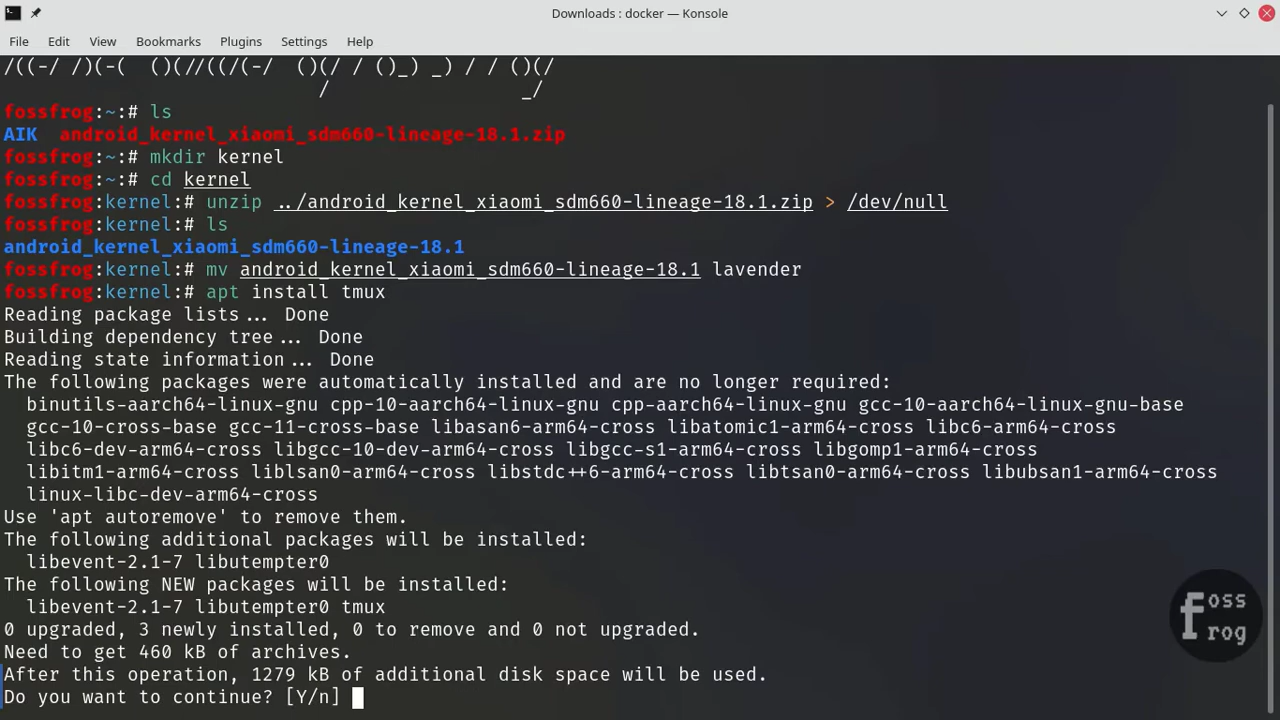 Downloads : docker — Konsole
File Edit View Bookmarks Plugins Settings Help
/((-/ /)(-( ()(//((/(-/ ()(/ / ()_) _) / / ()(/
/ _/
fossfrog:~:# ls
AIK android_kernel_xiaomi_sdm660-lineage-18.1.zip
fossfrog:~:# mkdir kernel
fossfrog:~:# cd kernel
fossfrog:kernel:# unzip ../android_kernel_xiaomi_sdm660-lineage-18.1.zip > /dev/null
fossfrog:kernel:# ls
android_kernel_xiaomi_sdm660-lineage-18.1
fossfrog:kernel:# mv android_kernel_xiaomi_sdm660-lineage-18.1 lavender
fossfrog:kernel:# apt install tmux
Reading package lists... Done
Building dependency tree... Done
Reading state information... Done
The following packages were automatically installed and are no longer required:
binutils-aarch64-linux-gnu cpp-10-aarch64-linux-gnu cpp-aarch64-linux-gnu gcc-10-aarch64-linux-gnu-base
gcc-10-cross-base gcc-11-cross-base libasan6-arm64-cross libatomic1-arm64-cross libc6-arm64-cross
libc6-dev-arm64-cross libgcc-10-dev-arm64-cross libgcc-s1-arm64-cross libgomp1-arm64-cross
libitm1-arm64-cross liblsan0-arm64-cross libstdc++6-arm64-cross libtsan0-arm64-cross libubsan1-arm64-cross
linux-libc-dev-arm64-cross
Use 'apt autoremove' to remove them.
The following additional packages will be installed:
libevent-2.1-7 libutempter0
The following NEW packages will be installed:
libevent-2.1-7 libutempter0 tmux
0 upgraded, 3 newly installed, 0 to remove and 0 not upgraded.
Need to get 460 kB of archives.
After this operation, 1279 kB of additional disk space will be used.
Do you want to continue? [Y/n]
foss
frog